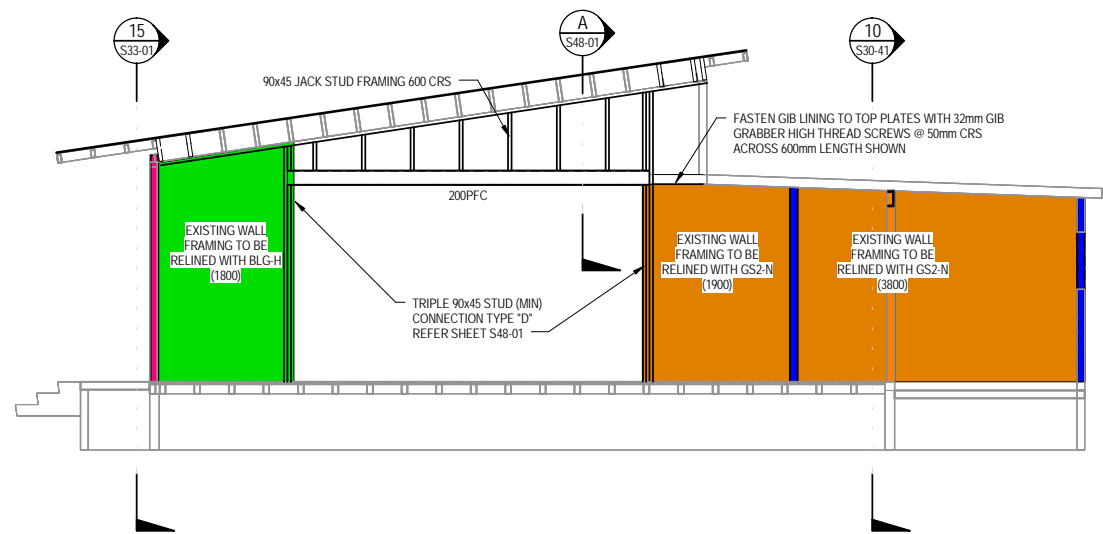 15
S33-01
A
S48-01
10
S30-41
90x45 JACK STUD FRAMING 600 CRS
FASTEN GIB LINING TO TOP PLATES WITH 32mm GIB
GRABBER HIGH THREAD SCREWS @ 50mm CRS
ACROSS 600mm LENGTH SHOWN
200PFC
EXISTING WALL
FRAMING TO BE
RELINED WITH BLG-H
(1800)
EXISTING WALL
FRAMING TO BE
RELINED WITH GS2-N
(1900)
EXISTING WALL
FRAMING TO BE
RELINED WITH GS2-N
(3800)
TRIPLE 90x45 STUD (MIN)
CONNECTION TYPE "D"
REFER SHEET S48-01